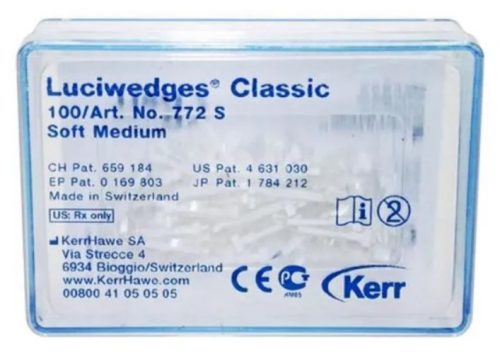 Luciwedges® Classic
100/Art. No. 772 S
Soft Medium
CH Pat. 659 184 US Pat. 4 631 030
EP Pat. 0 169 803 JP Pat. 1 784 212
Made in Switzerland
US: Rx only
KerrHawe SA
Via Strecce 4
6934 Bioggio/Switzerland
www.KerrHawe.com
00800 41 05 05 05
CE
Kerr